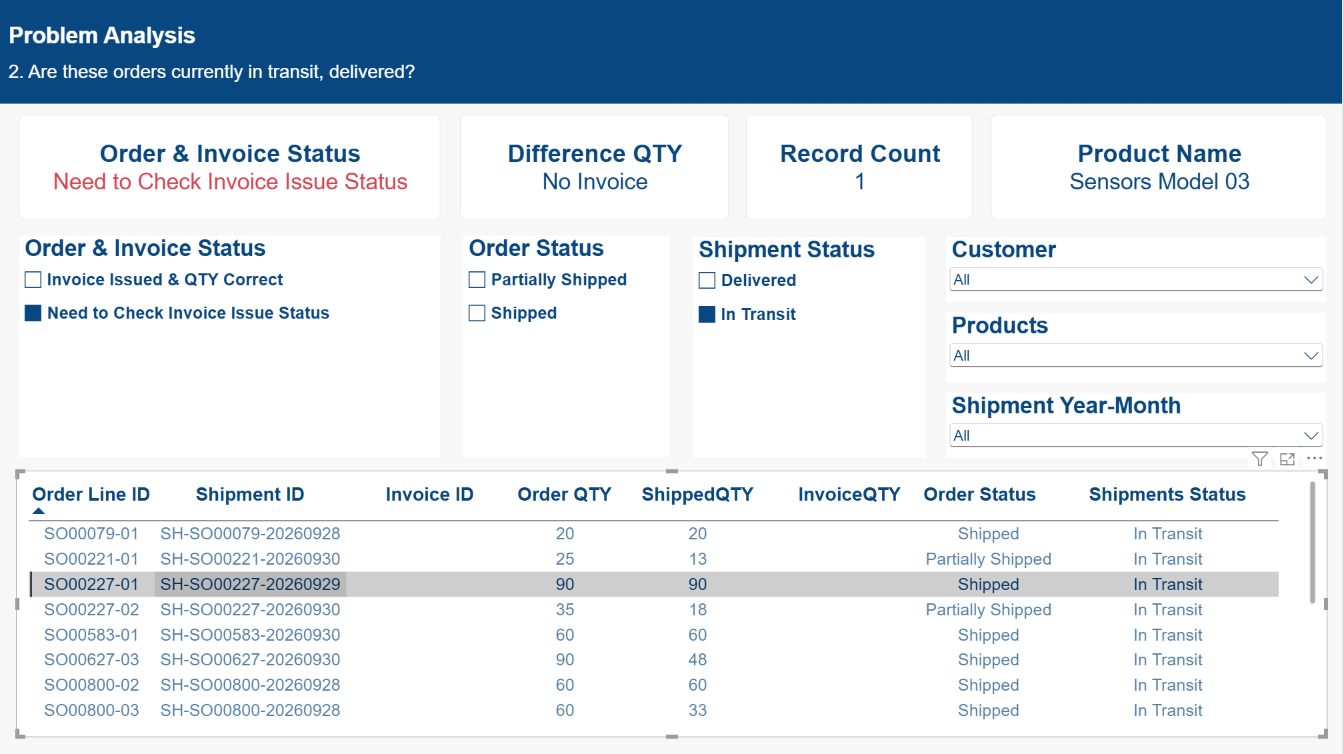 Problem Analysis
2. Are these orders currently in transit, delivered?
Order & Invoice Status
Need to Check Invoice Issue Status
Difference QTY
No Invoice
Record Count
1
Product Name
Sensors Model 03
Order & Invoice Status
Invoice Issued & QTY Correct
Need to Check Invoice Issue Status
Order Status
Partially Shipped
Shipped
Shipment Status
Delivered
In Transit
Customer
All
Products
All
Shipment Year-Month
All
Order Line ID Shipment ID Invoice ID Order QTY ShippedQTY InvoiceQTY Order Status Shipments Status
SO00079-01 SH-SO00079-20260928 20 20 Shipped In Transit
SO00221-01 SH-SO00221-20260930 25 13 Partially Shipped In Transit
SO00227-01 SH-SO00227-20260929 90 90 Shipped In Transit
SO00227-02 SH-SO00227-20260930 35 18 Partially Shipped In Transit
SO00583-01 SH-SO00583-20260930 60 60 Shipped In Transit
SO00627-03 SH-SO00627-20260930 90 48 Shipped In Transit
SO00800-02 SH-SO00800-20260928 60 60 Shipped In Transit
SO00800-03 SH-SO00800-20260928 60 33 Shipped In Transit